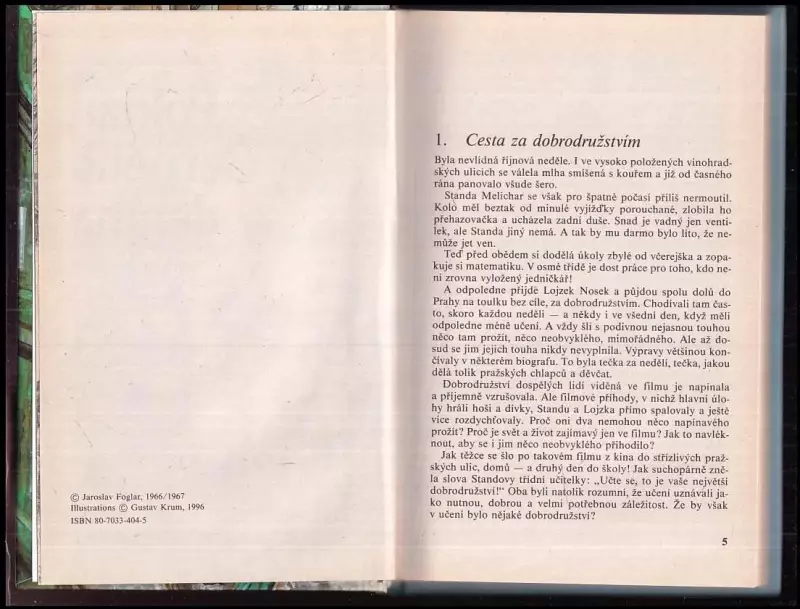 © Jaroslav Foglar, 1966/1967
Illustrations © Gustav Krum, 1996
ISBN 80-7033-404-5
1. Cesta za dobrodružstvím
Byla nevlídná říjnová neděle. I ve vysoko položených vinohrad-
ských ulicích se válela mlha smíšená s kouřem a již od časného
rána panovalo všude šero.
Standa Melichar se však pro špatné počasí příliš nermoutil.
Kolo měl beztak od minulé vyjížďky porouchané, zlobila ho
přehazovačka a ucházela zadní duše. Snad je vadný jen venti-
lek, ale Standa jiný nemá. A tak by mu darmo bylo líto, že ne-
může jet ven.
Teď před obědem si dodělá úkoly zbylé od včerejška a zopa-
kuje si matematiku. V osmé třídě je dost práce pro toho, kdo ne-
ní zrovna vyložený jedničkář!
A odpoledne přijde Lojzek Nosek a půjdou spolu dolů do
Prahy na toulku bez cíle, za dobrodružstvím. Chodívali tam čas-
to, skoro každou neděli — a někdy i ve všední den, když měli
odpoledne méně učení. A vždy šli s podivnou nejasnou touhou
něco tam prožít, něco neobvyklého, mimořádného. Ale až do-
sud se jim jejich touha nikdy nevyplnila. Výpravy většinou kon-
čívaly v některém biografu. To byla tečka za nedělí, tečka, jakou
dělá tolik pražských chlapců a děvčat.
Dobrodružství dospělých lidí viděná ve filmu je napínala
a příjemně vzrušovala. Ale filmové příhody, v nichž hlavní úlo-
hy hráli hoši a dívky, Standu a Lojzka přímo spalovaly a ještě
více rozdychťovaly. Proč oni dva nemohou něco napínavého
prožít? Proč je svět a život zajímavý jen ve filmu? Jak to navlék-
nout, aby se i jim něco neobvyklého přihodilo?
Jak těžce se šlo po takovém filmu z kina do střízlivých praž-
ských ulic, domů — a druhý den do školy! Jak suchopárně zně-
la slova Standovy třídní učitelky: „Učte se, to je vaše největší
dobrodružství!“ Oba byli natolik rozumní, že učení uznávali ja-
ko nutnou, dobrou a velmi potřebnou záležitost. Že by však
v učení bylo nějaké dobrodružství?
5